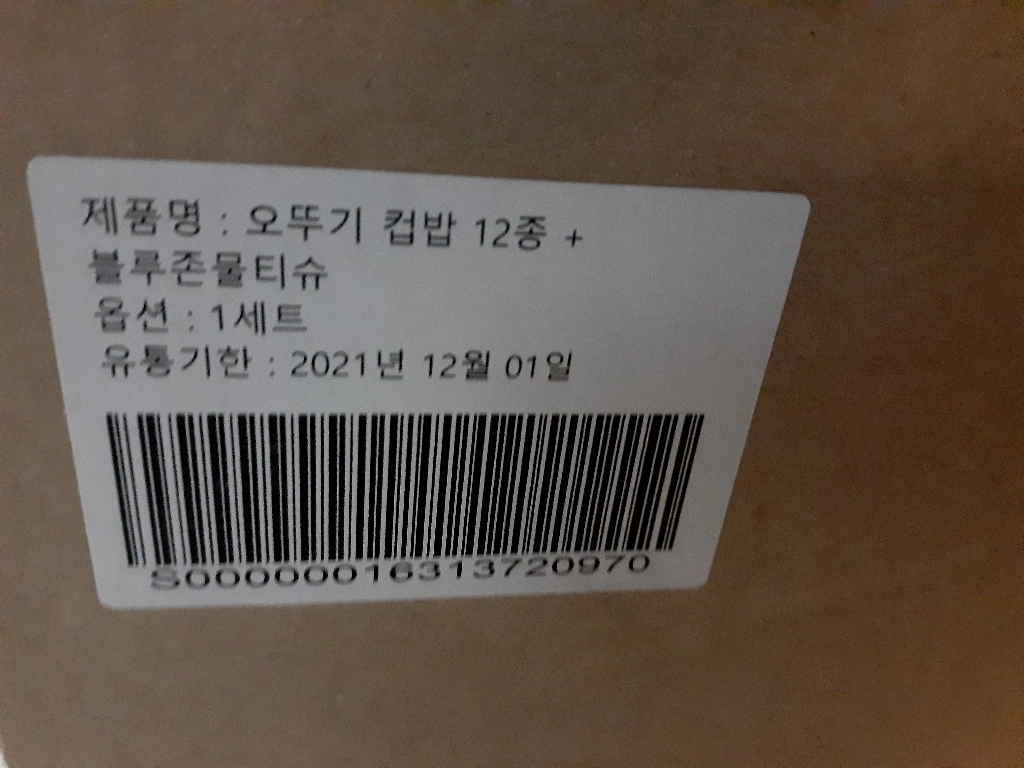 제품명 : 오뚜기 컵밥 12종 +
블루존물티슈
옵션 : 1세트
유통기한 : 2021년 12월 01일
S000000016313720970